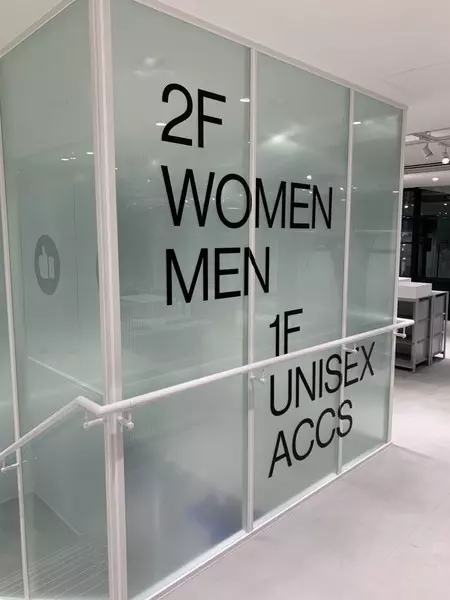 2F
WOMEN
MEN
1F
UNISEX
ACCS